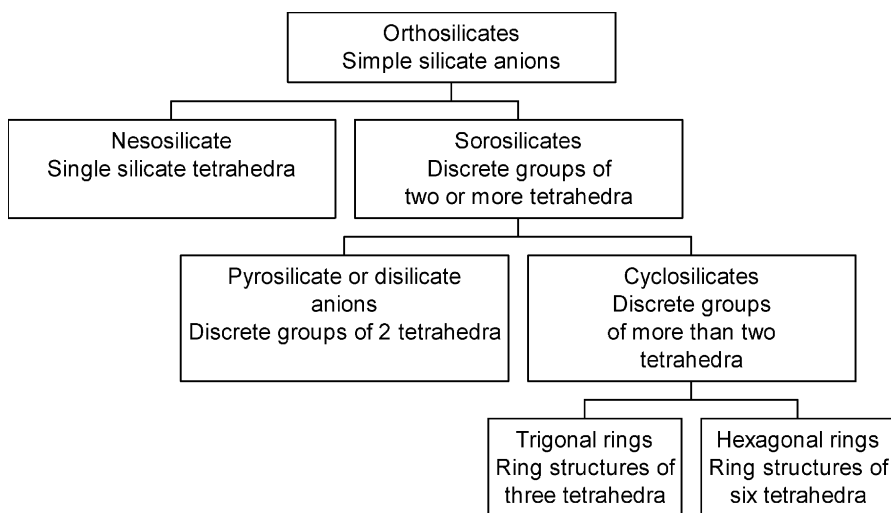 Orthosilicates
Simple silicate anions
Nesosilicate
Single silicate tetrahedra
Sorosilicates
Discrete groups of
two or more tetrahedra
Pyrosilicate or disilicate
anions
Discrete groups of 2 tetrahedra
Cyclosilicates
Discrete groups
of more than two
tetrahedra
Trigonal rings
Ring structures of
three tetrahedra
Hexagonal rings
Ring structures of
six tetrahedra